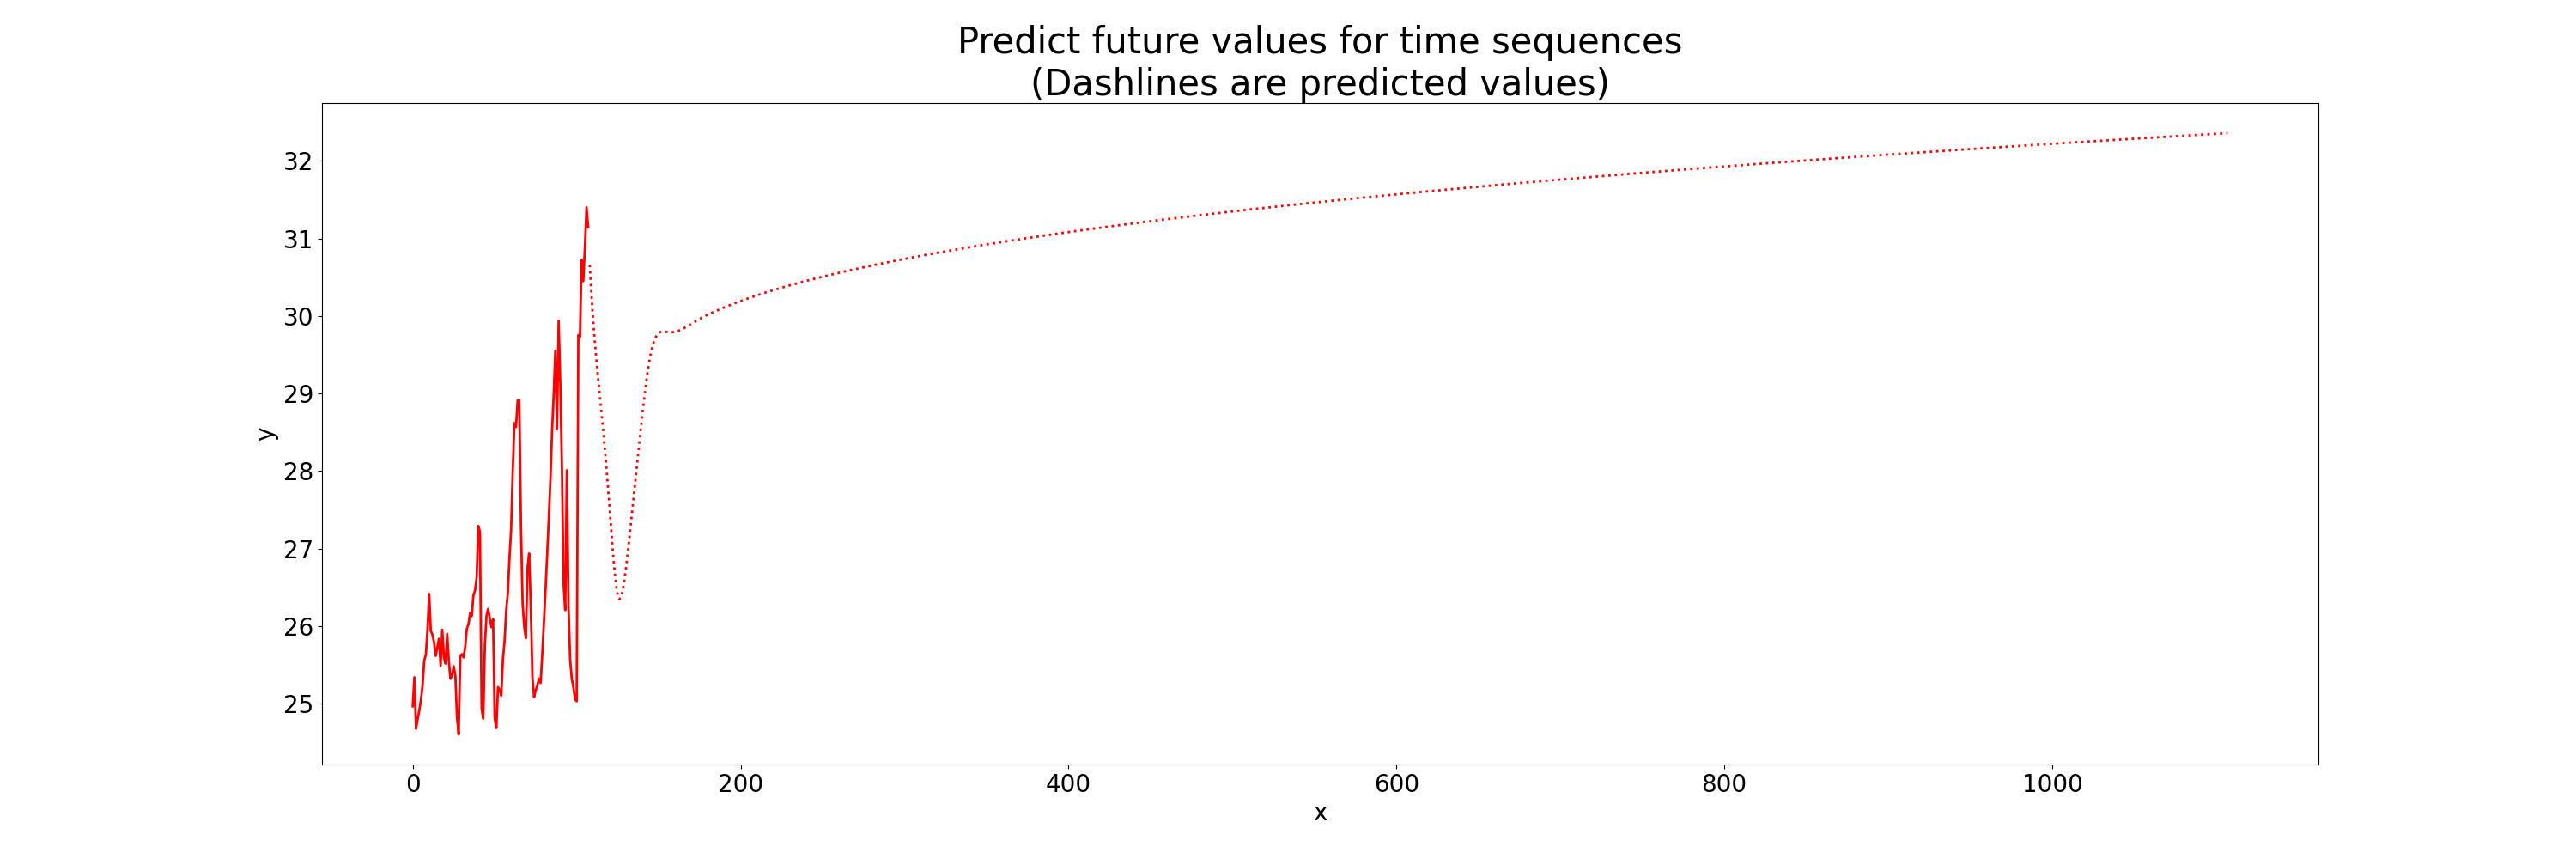 Predict future values for time sequences
(Dashlines are predicted values)
32
31
30
29
28
27
26
25
y
0 200 400 600 800 1000
x